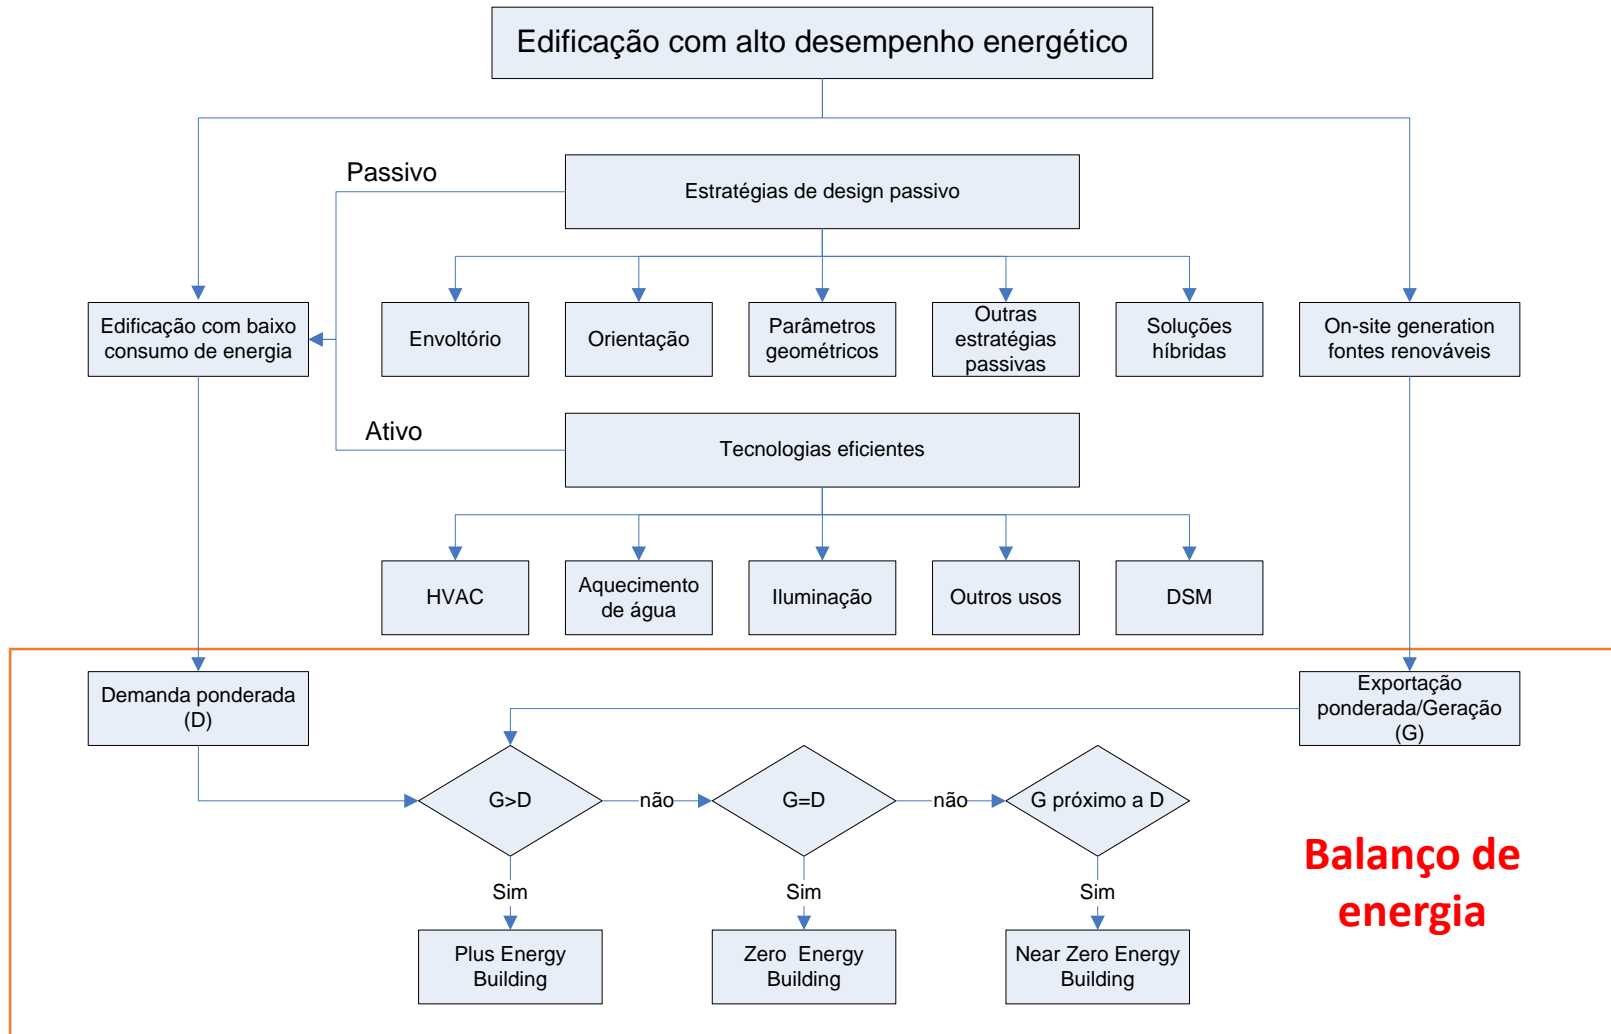 Edificação com alto desempenho energético
Passivo
Estratégias de design passivo
Edificação com baixo
consumo de energia
Envoltório
Orientação
Parâmetros
geométricos
Outras
estratégias
passivas
Soluções
híbridas
On-site generation
fontes renováveis
Ativo
Tecnologias eficientes
HVAC
Aquecimento
de água
Iluminação
Outros usos
DSM
Demanda ponderada
(D)
Exportação
ponderada/Geração
(G)
G>D
não
G=D
não
G próximo a D
Balanço de
energia
Sim
Sim
Sim
Plus Energy
Building
Zero  Energy
Building
Near Zero Energy
Building